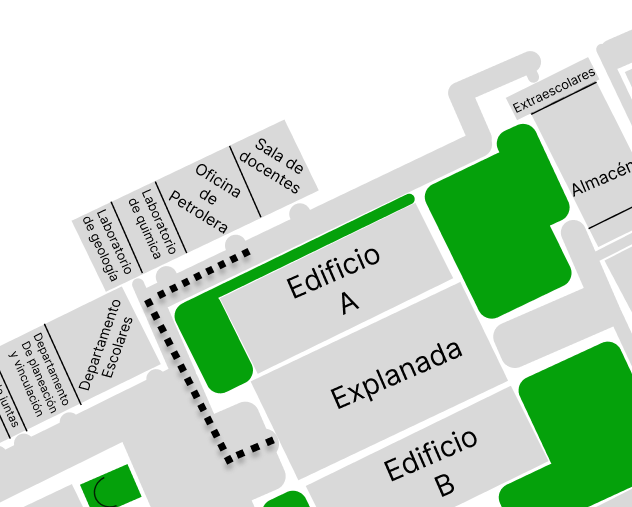 Extraescolares
Almacén
Sala de
docentes
Oficina
de
Petrolera
Laboratorio
de química
Laboratorio
de geología
Departamento
Escolares
Departamento
De planeación
y vinculación
juntas
Edificio
A
Explanada
Edificio
B